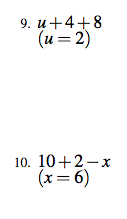 9. u+4+8
(u=2)
10. 10+2−x
(x=6)